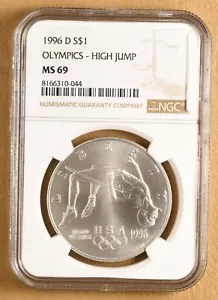 1996 D S$1
OLYMPICS - HIGH JUMP
MS 69
8166310-044
NUMISMATIC GUARANTY COMPANY
NGC
LIBERTY
USA
1996